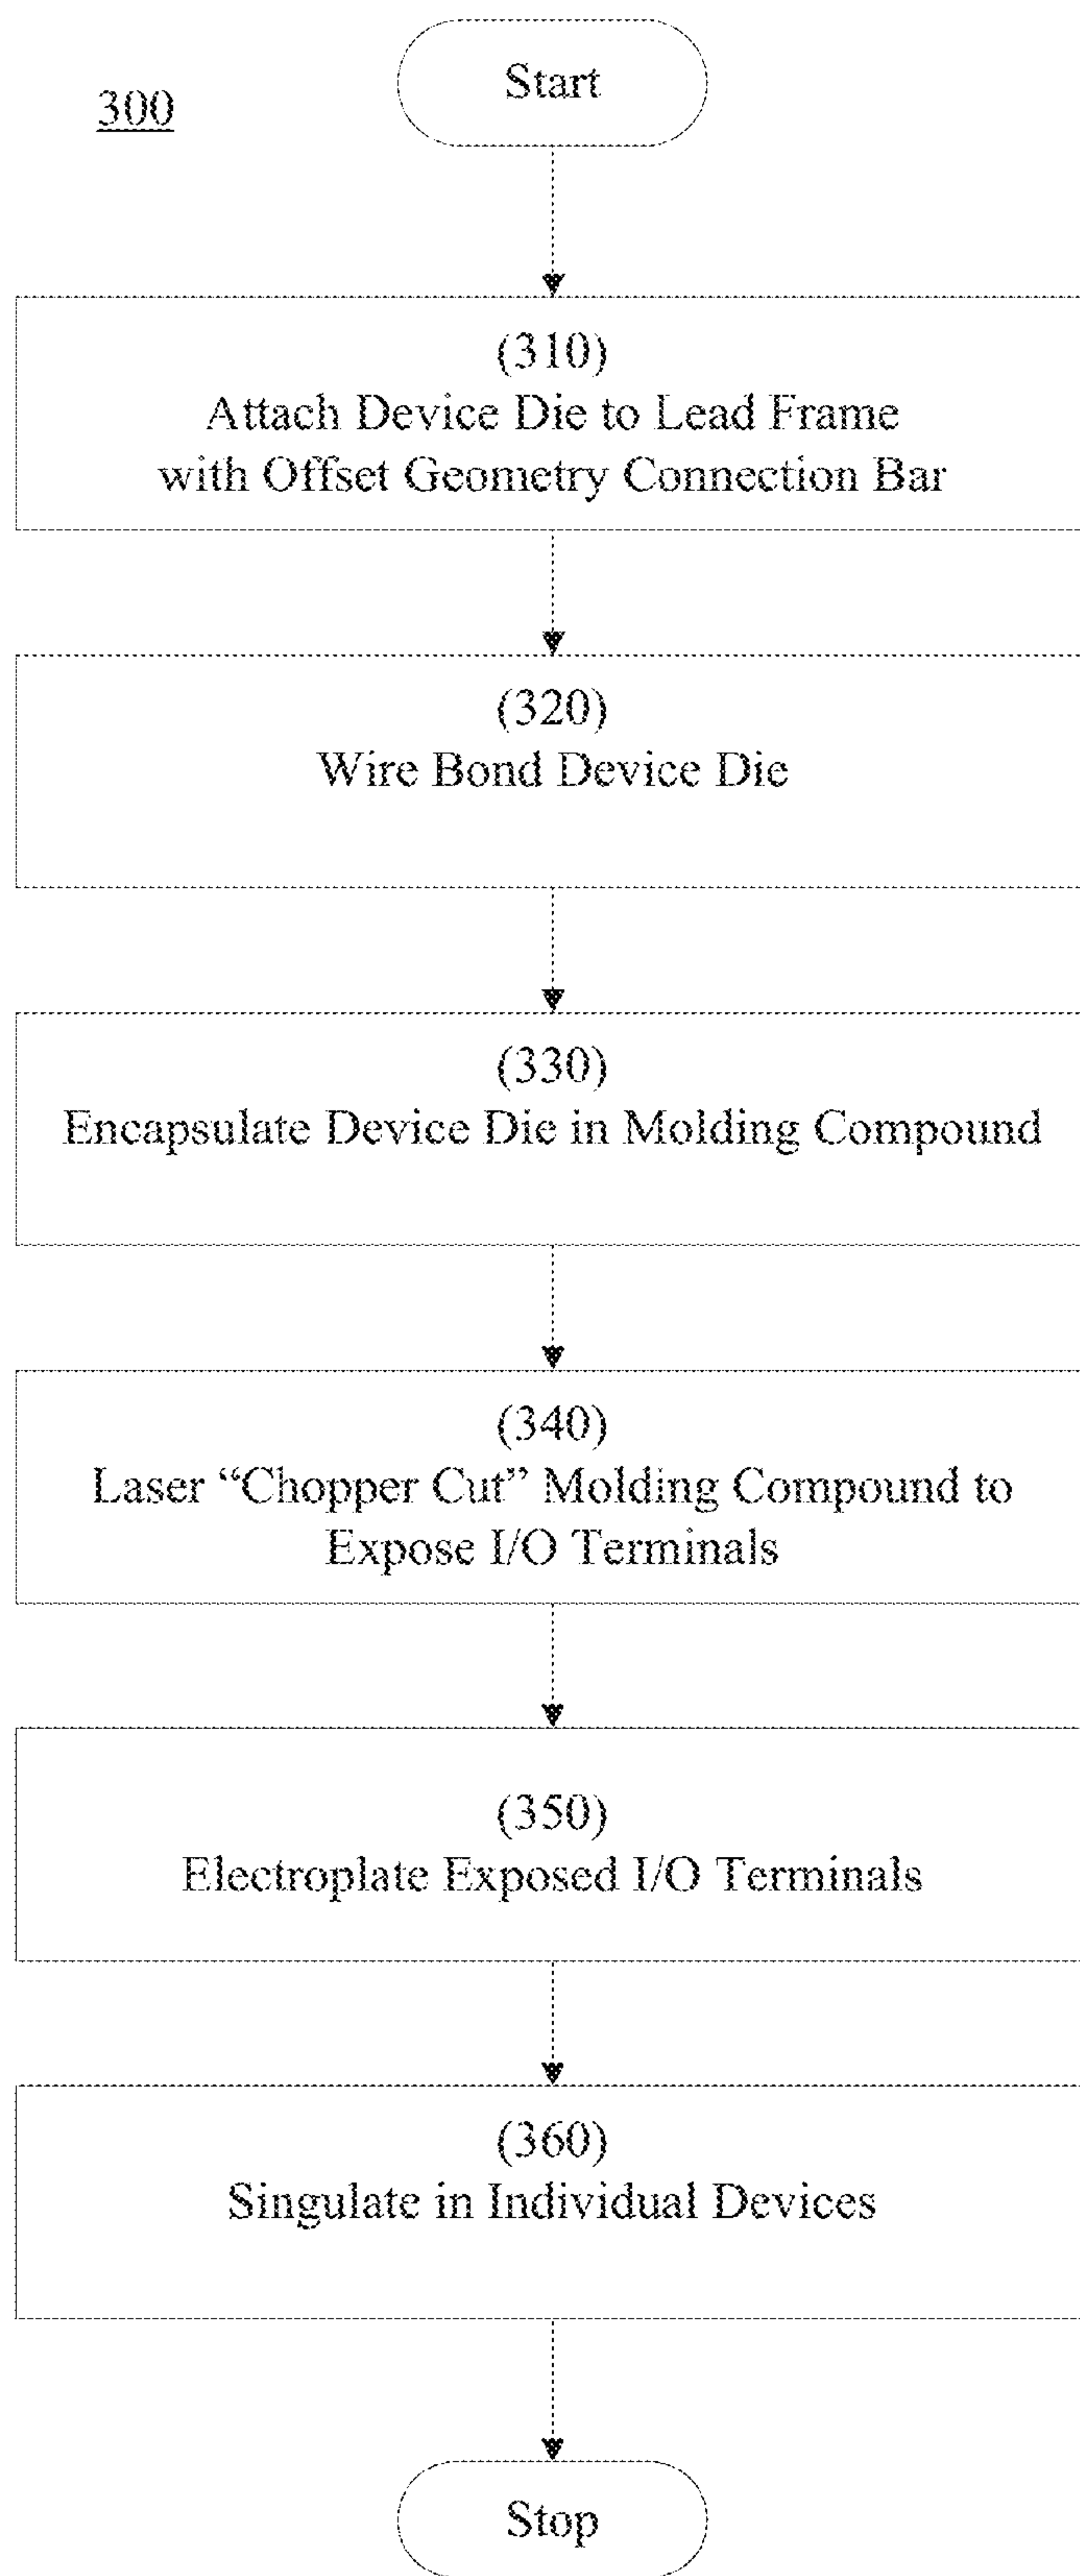 Start
300
(310)
Attach Device Die to Lead Frame
with Offset Geometry Connection Bar
(320)
Wire Bond Device Die
(330)
Encapsulate Device Die in Molding Compound
(340)
Laser “Chopper Cut” Molding Compound to
Expose I/O Terminals
(350)
Electroplate Exposed I/O Terminals
(360)
Singulate in Individual Devices
Stop